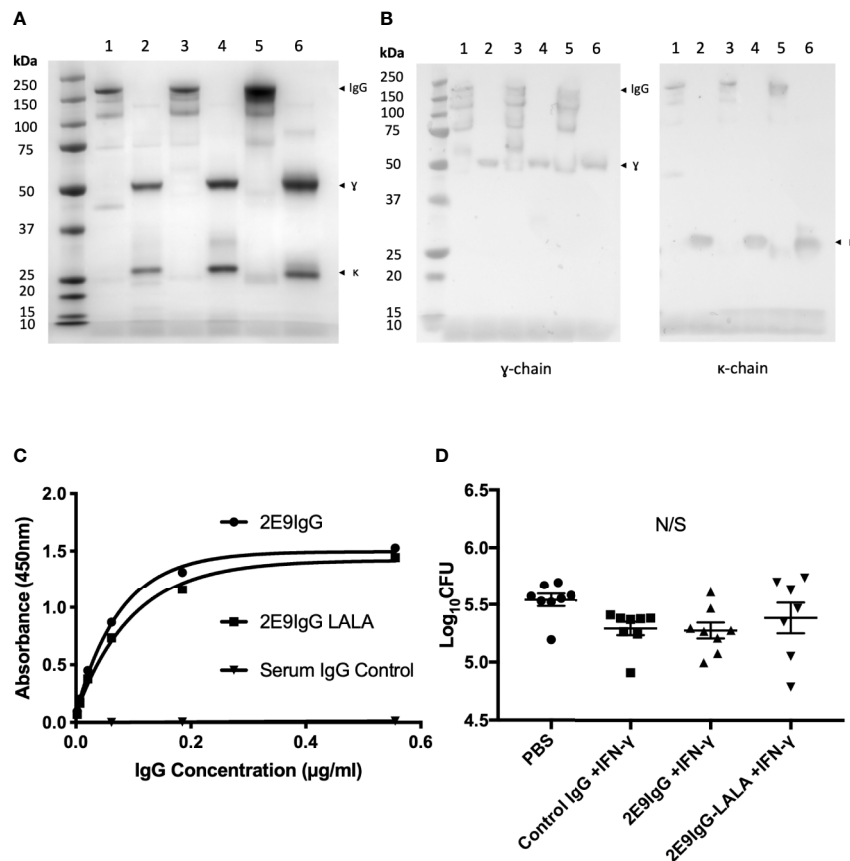 A
1 2 3 4 5 6
kDa
250
150
100
75
50
37
25
20
15
10
IgG
ɣ
κ
B
1 2 3 4 5 6
1 2 3 4 5 6
kDa
250
150
100
75
50
37
25
20
15
10
IgG
ɣ
ɣ-chain
κ-chain
C
Absorbance (450nm)
2.0
1.5
1.0
0.5
0.0
2E9IgG
2E9IgG LALA
Serum IgG Control
0.0 0.2 0.4 0.6
IgG Concentration (μg/ml)
D
Log10CFU
6.5
6.0
5.5
5.0
4.5
N/S
PBS
Control IgG +IFN-γ
2E9IgG +IFN-γ
2E9IgG-LALA +IFN-γ